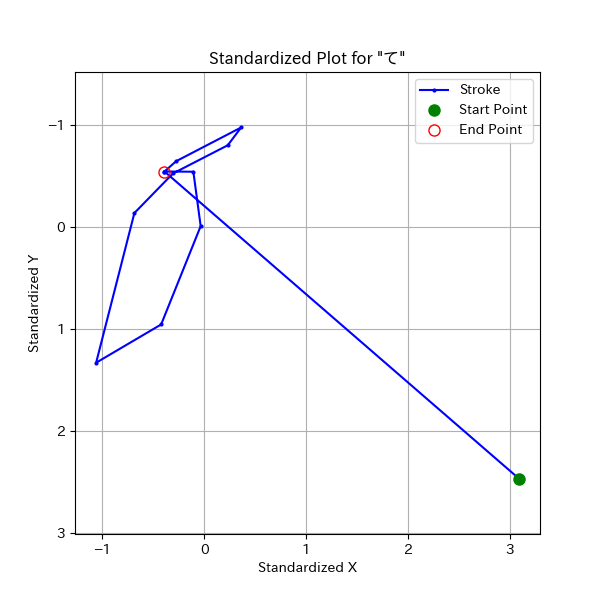 Standardized Plot for "て"
Stroke
Start Point
End Point
−1
0
1
2
3
Standardized Y
−1
0
1
2
3
Standardized X